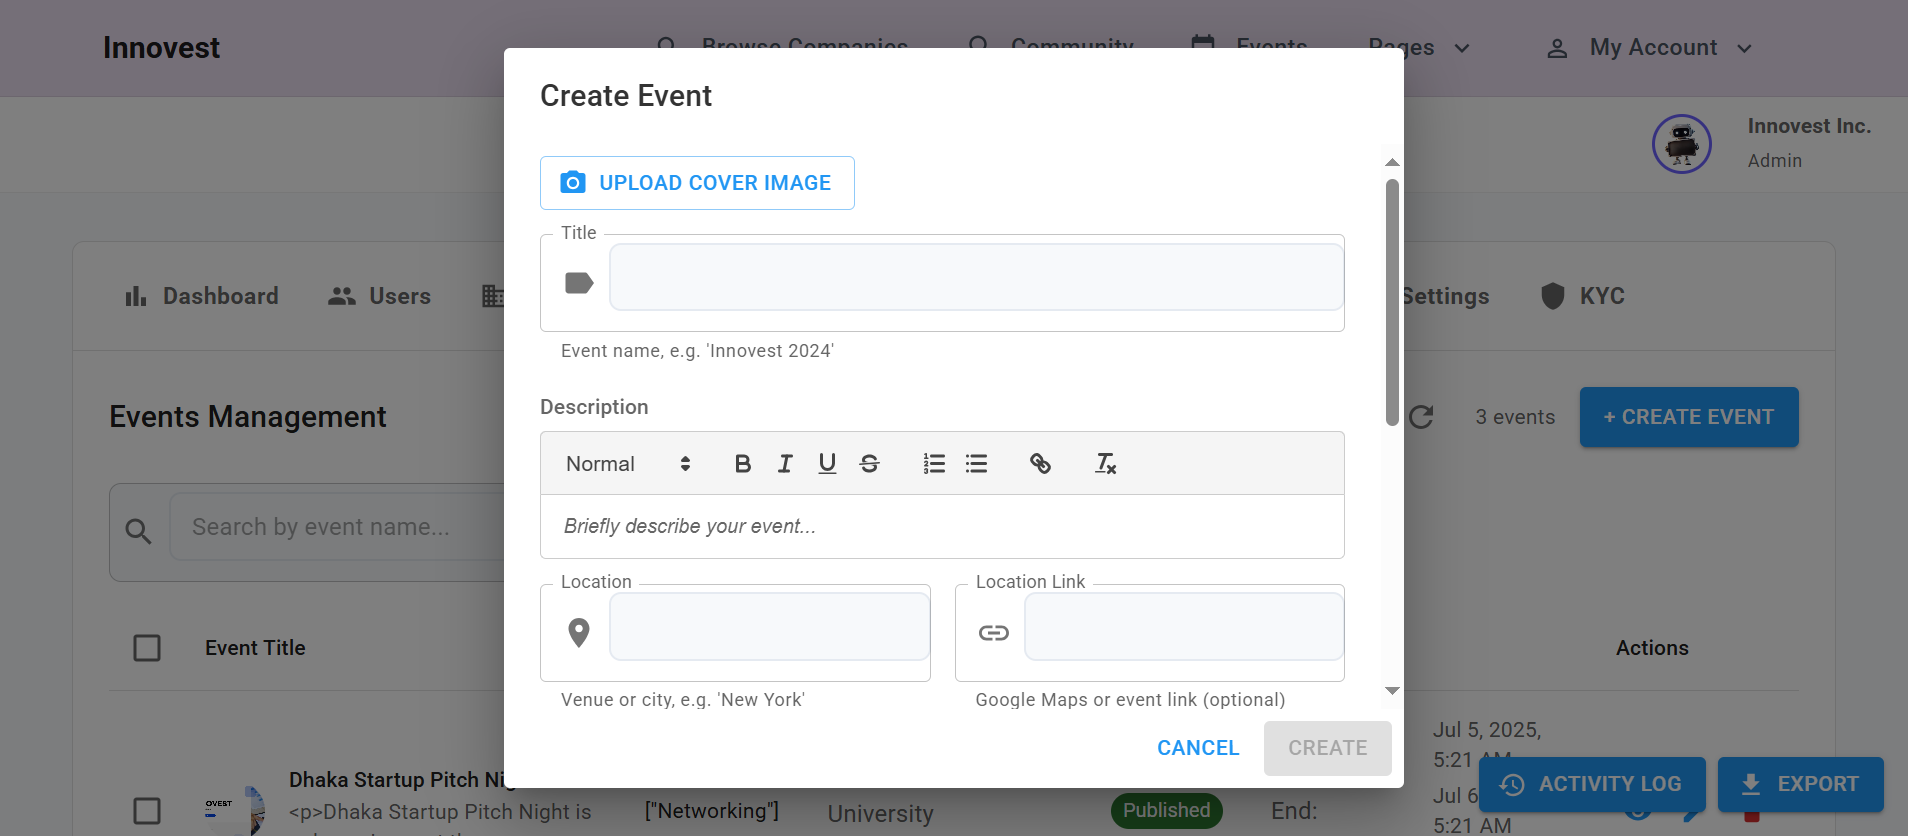 Innovest
Browse Companies
Community
Events
Pages
My Account
Innovest Inc.
Admin
Dashboard
Users
Settings
KYC
Events Management
3 events
+ CREATE EVENT
Search by event name...
Event Title
Actions
Create Event
UPLOAD COVER IMAGE
Title
Event name, e.g. 'Innovest 2024'
Description
Normal
Briefly describe your event...
Location
Location Link
Venue or city, e.g. 'New York'
Google Maps or event link (optional)
CANCEL
CREATE
Dhaka Startup Pitch Nig
<p>Dhaka Startup Pitch Night is
["Networking"]
University
Published
End:
Jul 5, 2025,
5:21 AM
Jul 6
5:21 AM
ACTIVITY LOG
EXPORT
OVEST